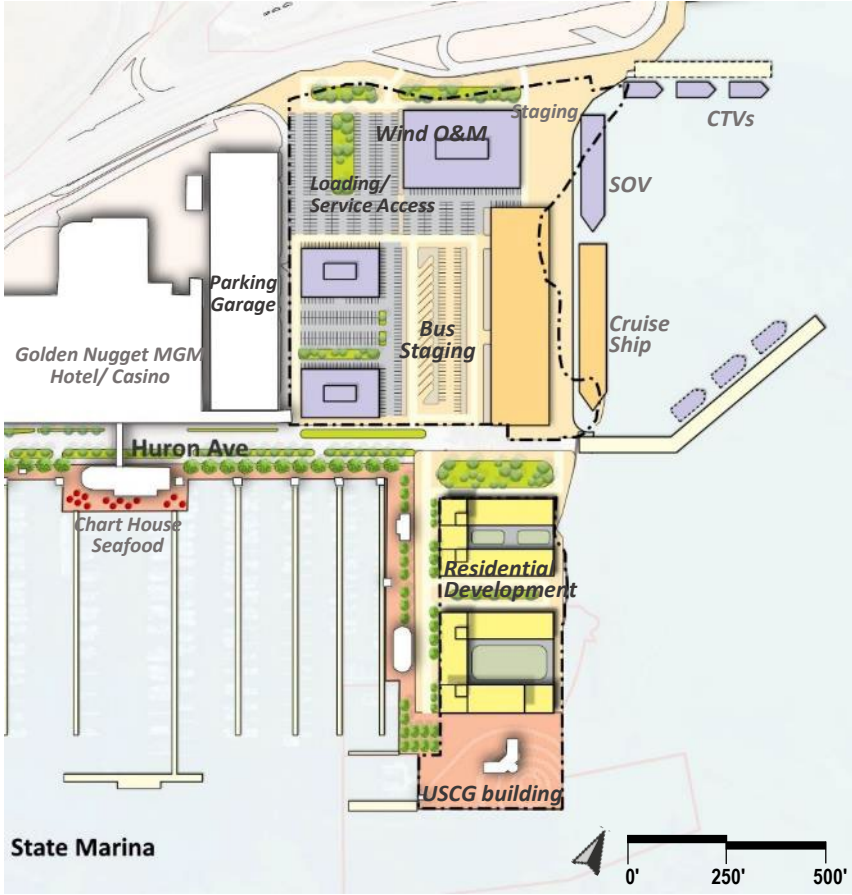 Staging
CTVs
Wind O&M
SOV
Loading/
Service Access
Parking
Garage
Bus
Staging
Cruise
Ship
Golden Nugget MGM
Hotel/ Casino
Huron Ave
Chart House
Seafood
Residential
Development
USCG building
State Marina
0'
250'
500'